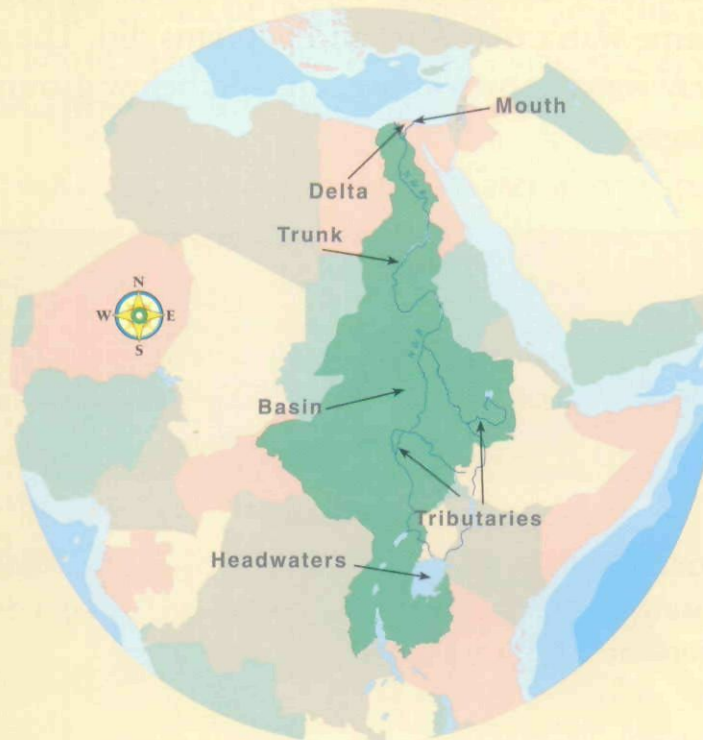 Mouth
Delta
Trunk
N
W E
S
Basin
Tributaries
Headwaters